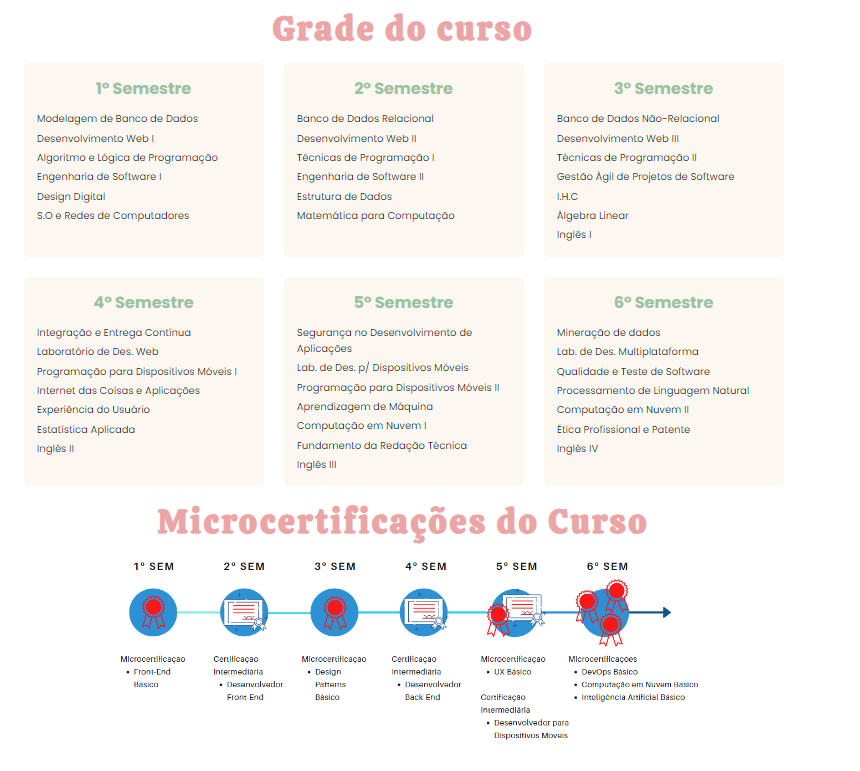 Grade do curso
1º Semestre
Modelagem de Banco de Dados
Desenvolvimento Web I
Algoritmo e Lógica de Programação
Engenharia de Software I
Design Digital
S.O e Redes de Computadores
2º Semestre
Banco de Dados Relacional
Desenvolvimento Web II
Técnicas de Programação I
Engenharia de Software II
Estrutura de Dados
Matemática para Computação
3º Semestre
Banco de Dados Não-Relacional
Desenvolvimento Web III
Técnicas de Programação II
Gestão Ágil de Projetos de Software
I.H.C
Álgebra Linear
Inglês I
4º Semestre
Integração e Entrega Contínua
Laboratório de Des. Web
Programação para Dispositivos Móveis I
Internet das Coisas e Aplicações
Experiência do Usuário
Estatística Aplicada
Inglês II
5º Semestre
Segurança no Desenvolvimento de
Aplicações
Lab. de Des. p/ Dispositivos Móveis
Programação para Dispositivos Móveis II
Aprendizagem de Máquina
Computação em Nuvem I
Fundamento da Redação Técnica
Inglês III
6º Semestre
Mineração de dados
Lab. de Des. Multiplataforma
Qualidade e Teste de Software
Processamento de Linguagem Natural
Computação em Nuvem II
Ética Profissional e Patente
Inglês IV
Microcertificações do Curso
1º SEM
2º SEM
3º SEM
4º SEM
5º SEM
6º SEM
Microcertificação
• Front-End
Básico
Certificação
Intermediária
• Desenvolvedor
Front-End
Microcertificação
• Design
Patterns
Básico
Certificação
Intermediária
• Desenvolvedor
Back-End
Microcertificação
• UX Básico
Certificação
Intermediária
• Desenvolvedor para
Dispositivos Móveis
Microcertificações
• DevOps Básico
• Computação em Nuvem Básico
• Inteligência Artificial Básico